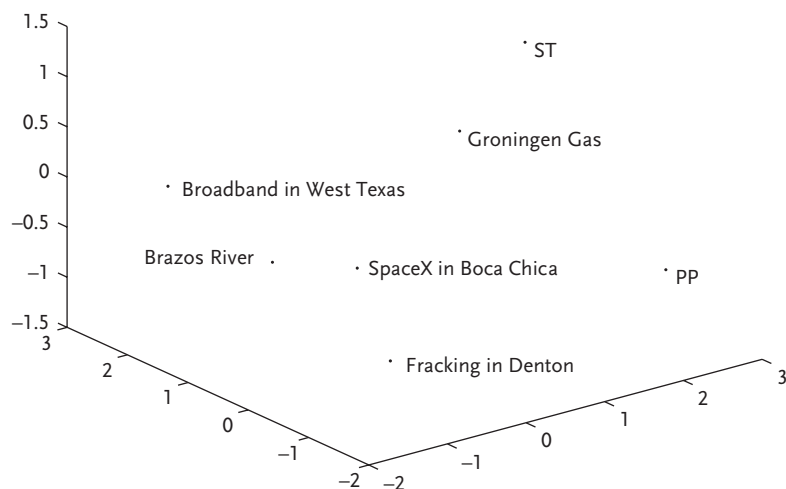 1.5
ST
1
0.5
Groningen Gas
0
Broadband in West Texas
−0.5
Brazos River
SpaceX in Boca Chica
−1
PP
−1.5
3
2
Fracking in Denton
3
1
2
0
1
−1
0
−1
−2
−2